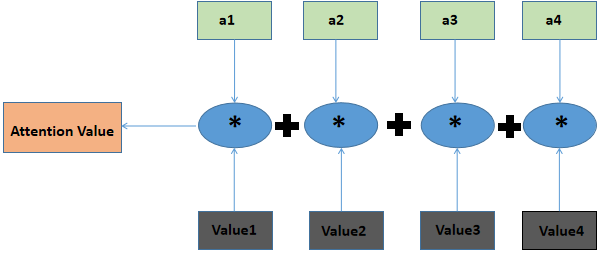 a1 a2 a3 a4
Attention Value * + * + * + *
Value1 Value2 Value3 Value4